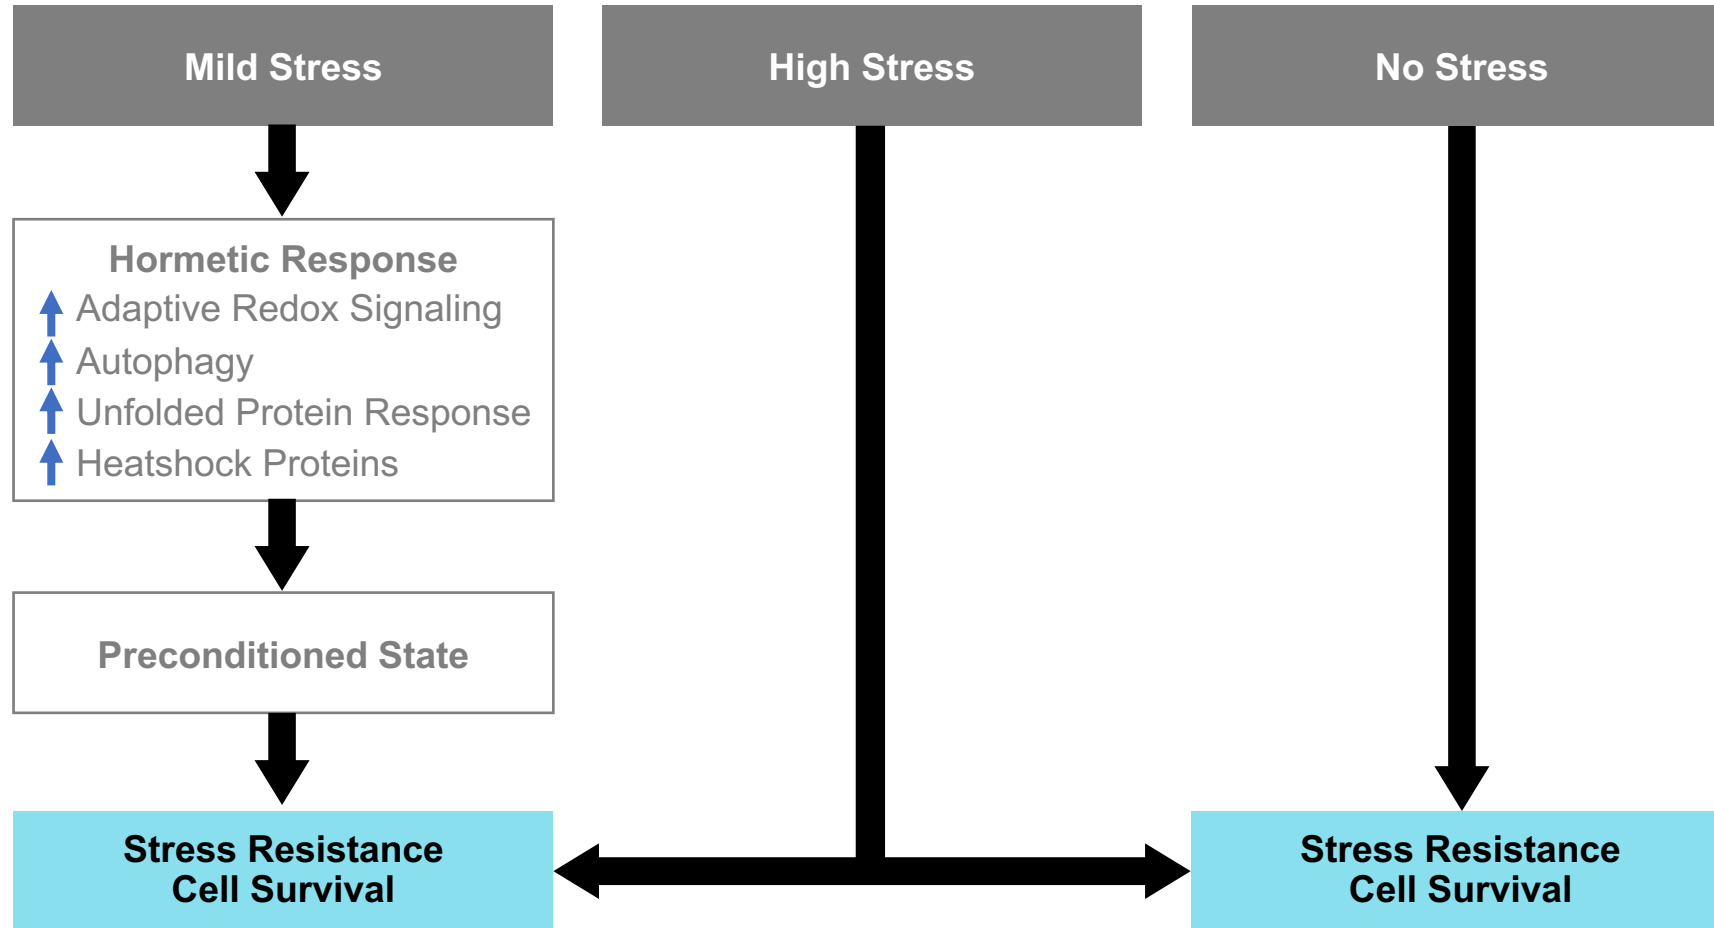 Mild Stress
High Stress
No Stress
Hormetic Response
Adaptive Redox Signaling
Autophagy
Unfolded Protein Response
Heatshock Proteins
Preconditioned State
Stress Resistance
Cell Survival
Stress Resistance
Cell Survival